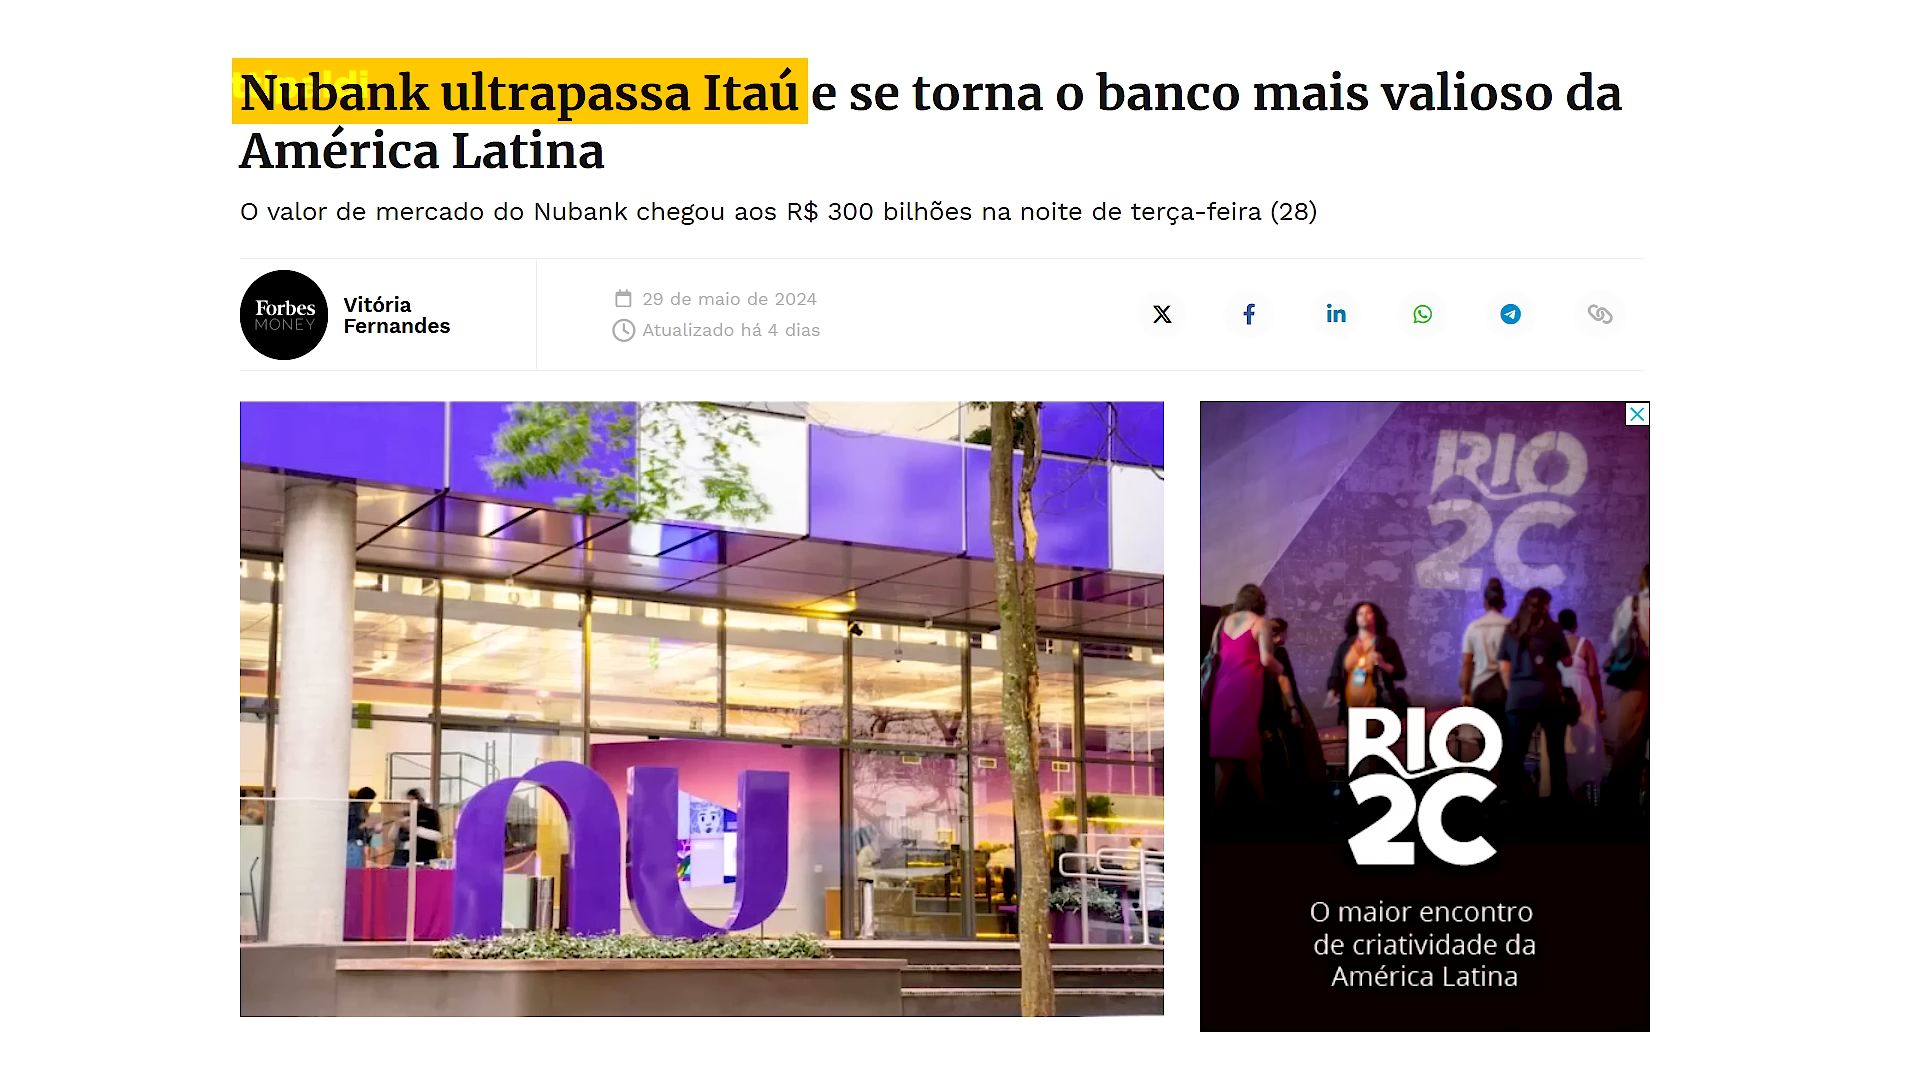 Nubank ultrapassa Itaú e se torna o banco mais valioso da
América Latina
O valor de mercado do Nubank chegou aos R$ 300 bilhões na noite de terça-feira (28)
Forbes
MONEY
Vitória
Fernandes
29 de maio de 2024
Atualizado há 4 dias
nu
RIO
2C
RIO
2C
O maior encontro
de criatividade da
América Latina